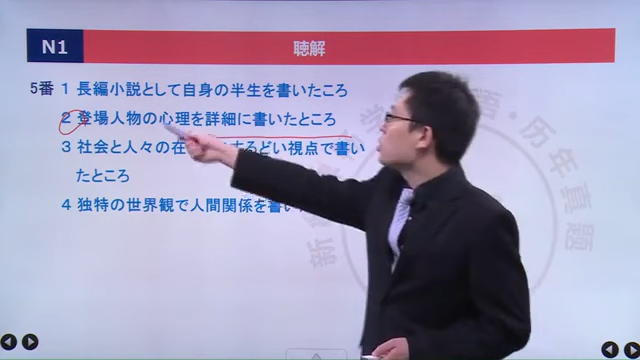 N1
聴解
5番 1 長編小説として自身の半生を書いたころ
2 登場人物の心理を詳細に書いたところ
3 社会と人々の在 するどい視点で書い
たところ
4 独特の世界観で人間関係を書い
历年真题